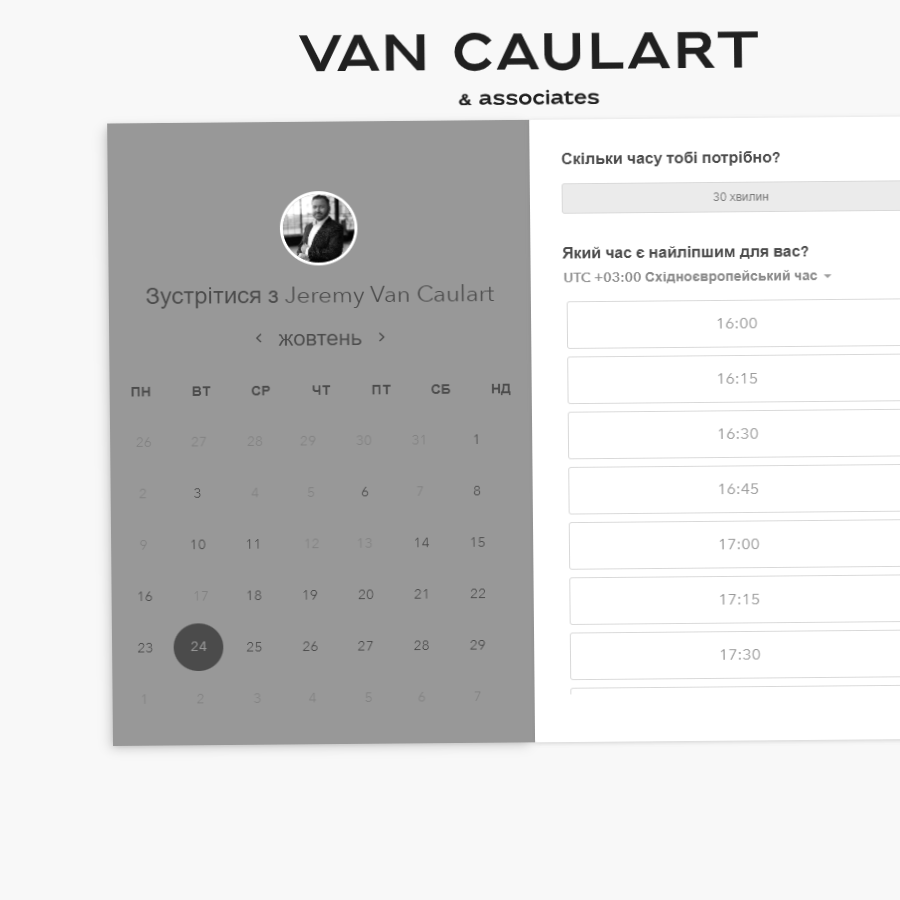 VAN CAULART
& associates
Зустрітися з Jeremy Van Caulart
жовтень
ПН ВТ СР ЧТ ПТ СБ НД
26 27 28 29 30 31 1
2 3 4 5 6 7 8
9 10 11 12 13 14 15
16 17 18 19 20 21 22
23 24 25 26 27 28 29
1 2 3 4 5 6 7
Скільки часу тобі потрібно?
30 хвилин
Який час є найліпшим для вас?
UTC +03:00 Східноєвропейський час
16:00
16:15
16:30
16:45
17:00
17:15
17:30